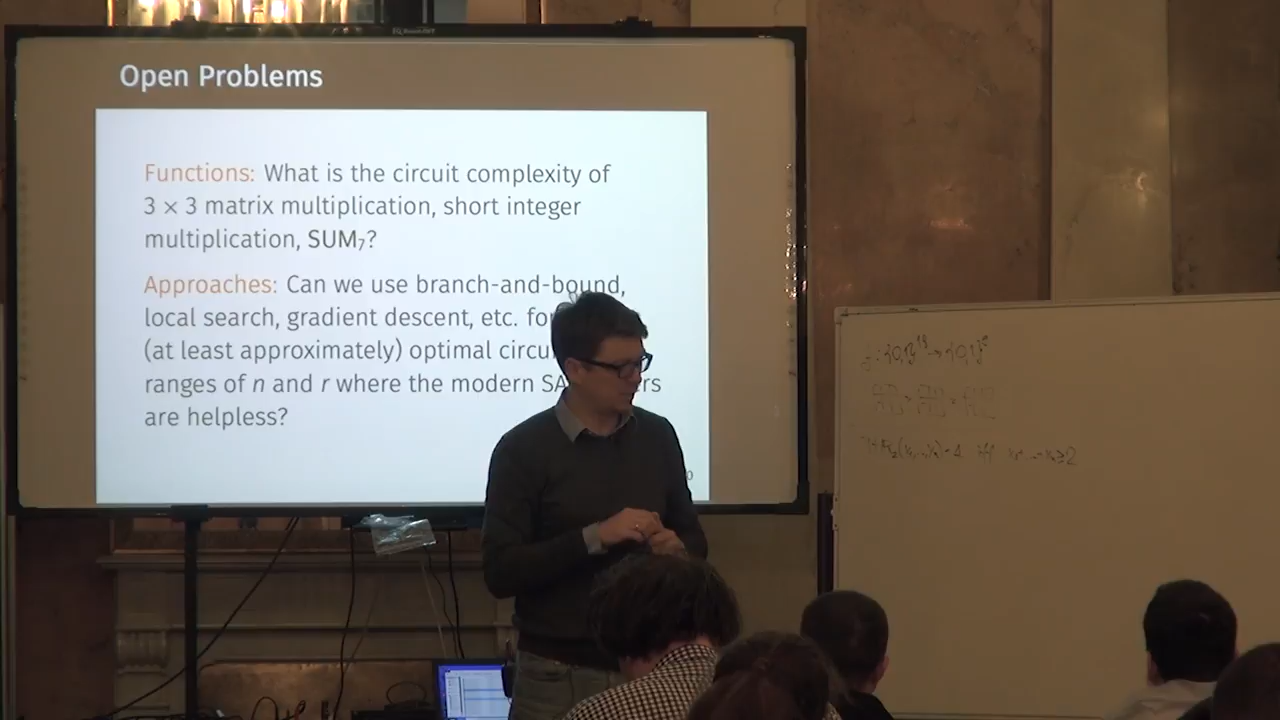 Open Problems
Functions: What is the circuit complexity of
3 × 3 matrix multiplication, short integer
multiplication, SUM₇?
Approaches: Can we use branch-and-bound,
local search, gradient descent, etc. for
(at least approximately) optimal
ranges of n and r where the modern
are helpless?